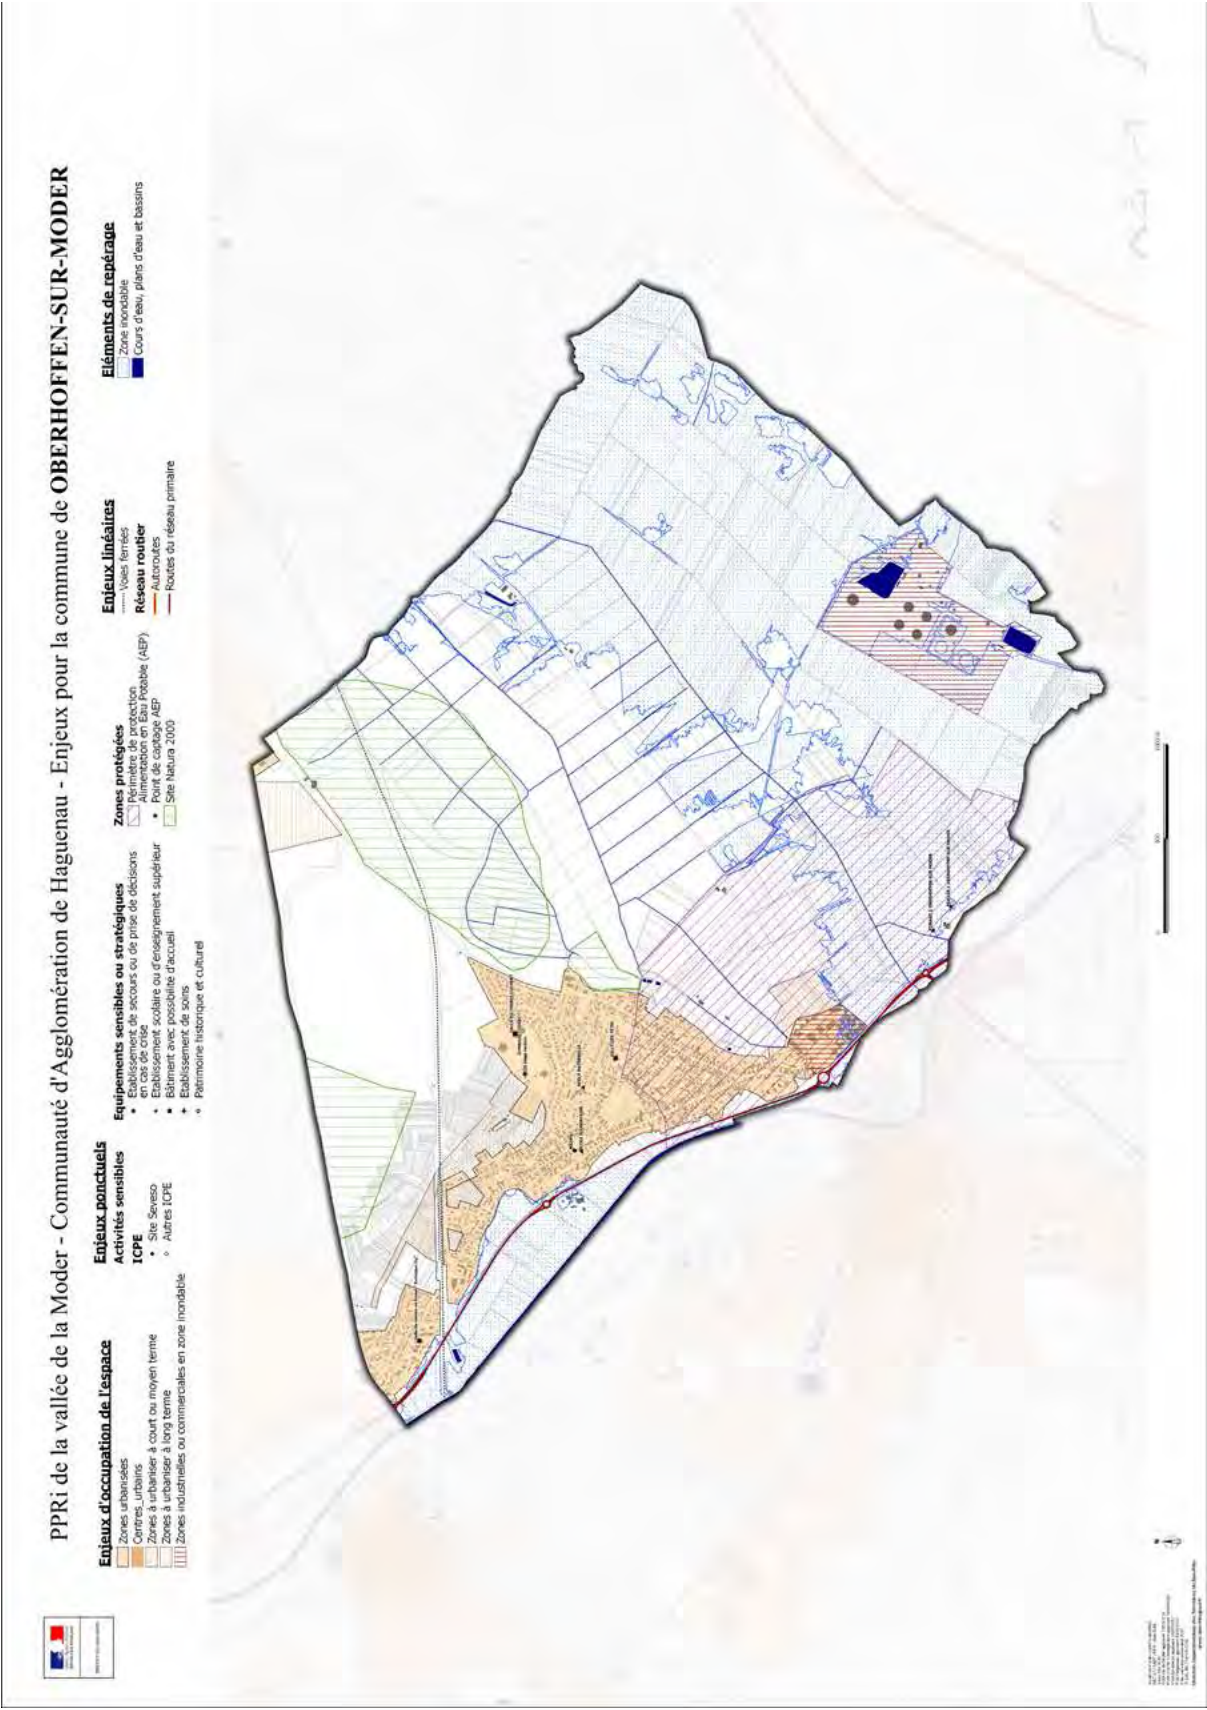 PPRi de la vallée de la Moder - Communauté d'Agglomération de Haguenau - Enjeux pour la commune de OBERHOFFEN-SUR-MODER
Enjeux d'occupation de l'espace
Zones urbanisées
Centres_urbains
Zones à urbaniser à court ou moyen terme
Zones à urbaniser à long terme
Zones industrielles ou commerciales en zone inondable
Enjeux ponctuels
Activités sensibles
ICPE
Site Seveso
Autres ICPE
Equipements sensibles ou stratégiques
Etablissement de secours ou de prise de décisions
en cas de crise
Etablissement scolaire ou d'enseignement supérieur
Bâtiment avec possibilité d'accueil
Etablissement de soins
Patrimoine historique et culturel
Zones protégées
Périmètre de protection
Alimentation en Eau Potable (AEP)
Point de captage AEP
Site Natura 2000
Enjeux linéaires
Voies ferrées
Réseau routier
Autoroutes
Routes du réseau primaire
Eléments de repérage
Zone inondable
Cours d'eau, plans d'eau et bassins